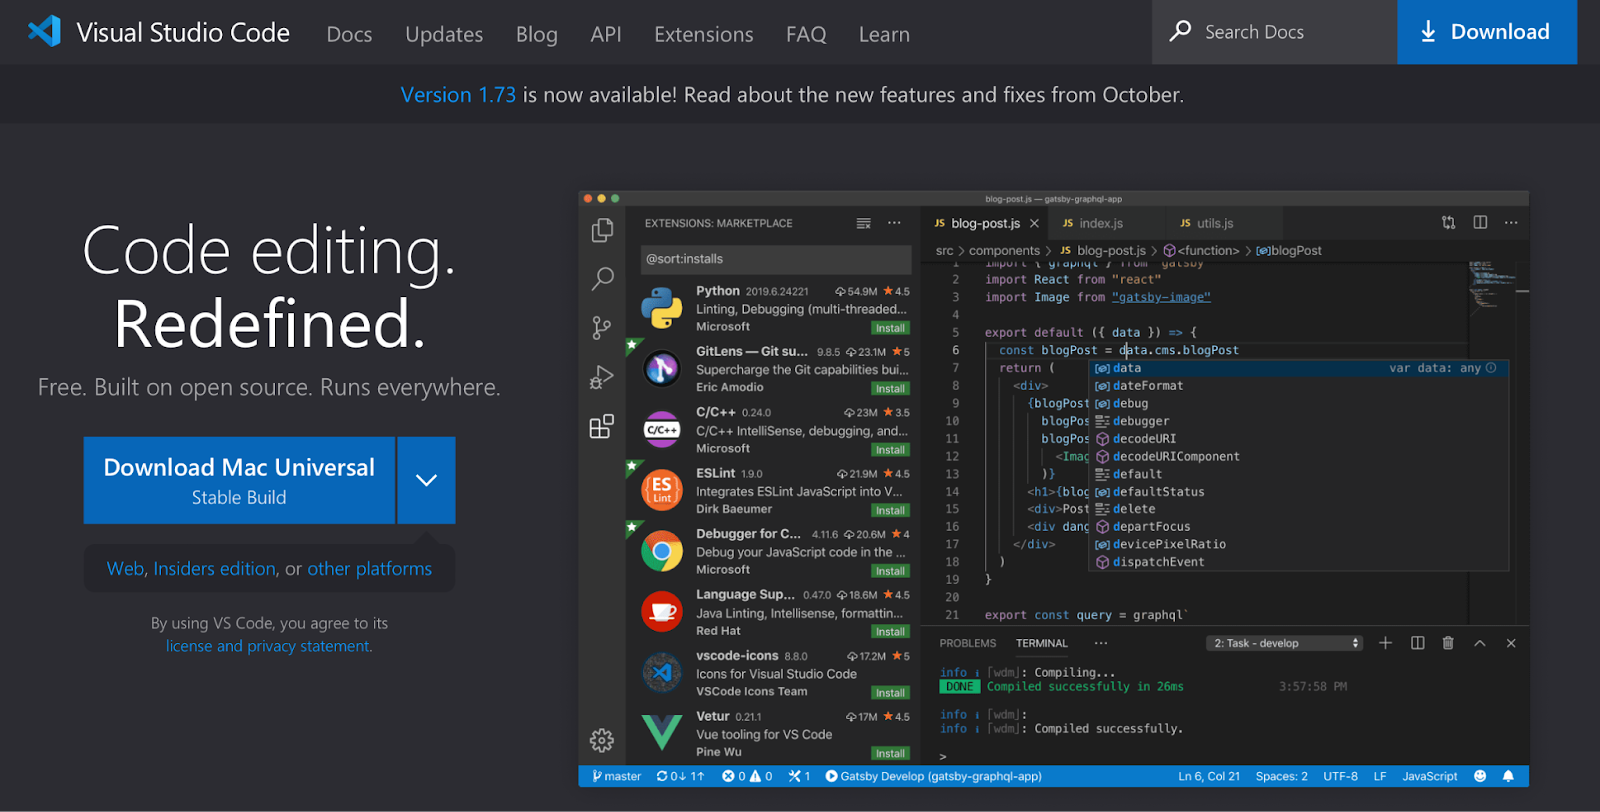 Visual Studio Code Docs Updates Blog API Extensions FAQ Learn Search Docs Download
Version 1.73 is now available! Read about the new features and fixes from October.
Code editing.
Redefined.
Free. Built on open source. Runs everywhere.
Download Mac Universal
Stable Build
Web, Insiders edition, or other platforms
By using VS Code, you agree to its
license and privacy statement.
blog-post.js — gatsby-graphql-app
EXTENSIONS: MARKETPLACE
@sort:installs
Python 2019.6.24221 54.9M ★ 4.5
Linting, Debugging (multi-threaded...
Microsoft Install
GitLens — Git su... 9.8.5 23.1M ★ 5
Supercharge the Git capabilities bui...
Eric Amodio Install
C/C++
C/C++ 0.24.0 23M ★ 3.5
C/C++ IntelliSense, debugging, and...
Microsoft Install
ES
Lint
ESLint 1.9.0 21.9M ★ 4.5
Integrates ESLint JavaScript into V...
Dirk Baeumer Install
Debugger for C... 4.11.6 20.6M ★ 4
Debug your JavaScript code in the ...
Microsoft Install
Language Sup... 0.47.0 18.6M ★ 4.5
Java Linting, Intellisense, formattin...
Red Hat Install
vscode-icons 8.8.0 17.2M ★ 5
Icons for Visual Studio Code
VSCode Icons Team Install
Vetur 0.21.1 17M ★ 4.5
Vue tooling for VS Code
Pine Wu Install
JS blog-post.js JS index.js JS utils.js
src > components > JS blog-post.js > <function> > blogPost
1 import { graphql } from "gatsby"
2 import React from "react"
3 import Image from "gatsby-image"
4
5 export default ({ data }) => {
6 const blogPost = data.cms.blogPost
7 return (
8 <div>
9 {blogPost
10 blogPos
11 blogPos
12 <Imag
13 )}
14 <h1>{blog
15 <div>Post
16 <div dang
17 </div>
18 )
19 }
20
21 export const query = graphql`
data var data: any
dateFormat
debug
debugger
decodeURI
decodeURIComponent
default
defaultStatus
delete
departFocus
devicePixelRatio
dispatchEvent
PROBLEMS TERMINAL ··· 2: Task - develop
info i [wdm]: Compiling...
DONE Compiled successfully in 26ms 3:57:58 PM
info i [wdm]:
info i [wdm]: Compiled successfully.
>
master 0↓ 1↑ 0 0 1 Gatsby Develop (gatsby-graphql-app) Ln 6, Col 21 Spaces: 2 UTF-8 LF JavaScript